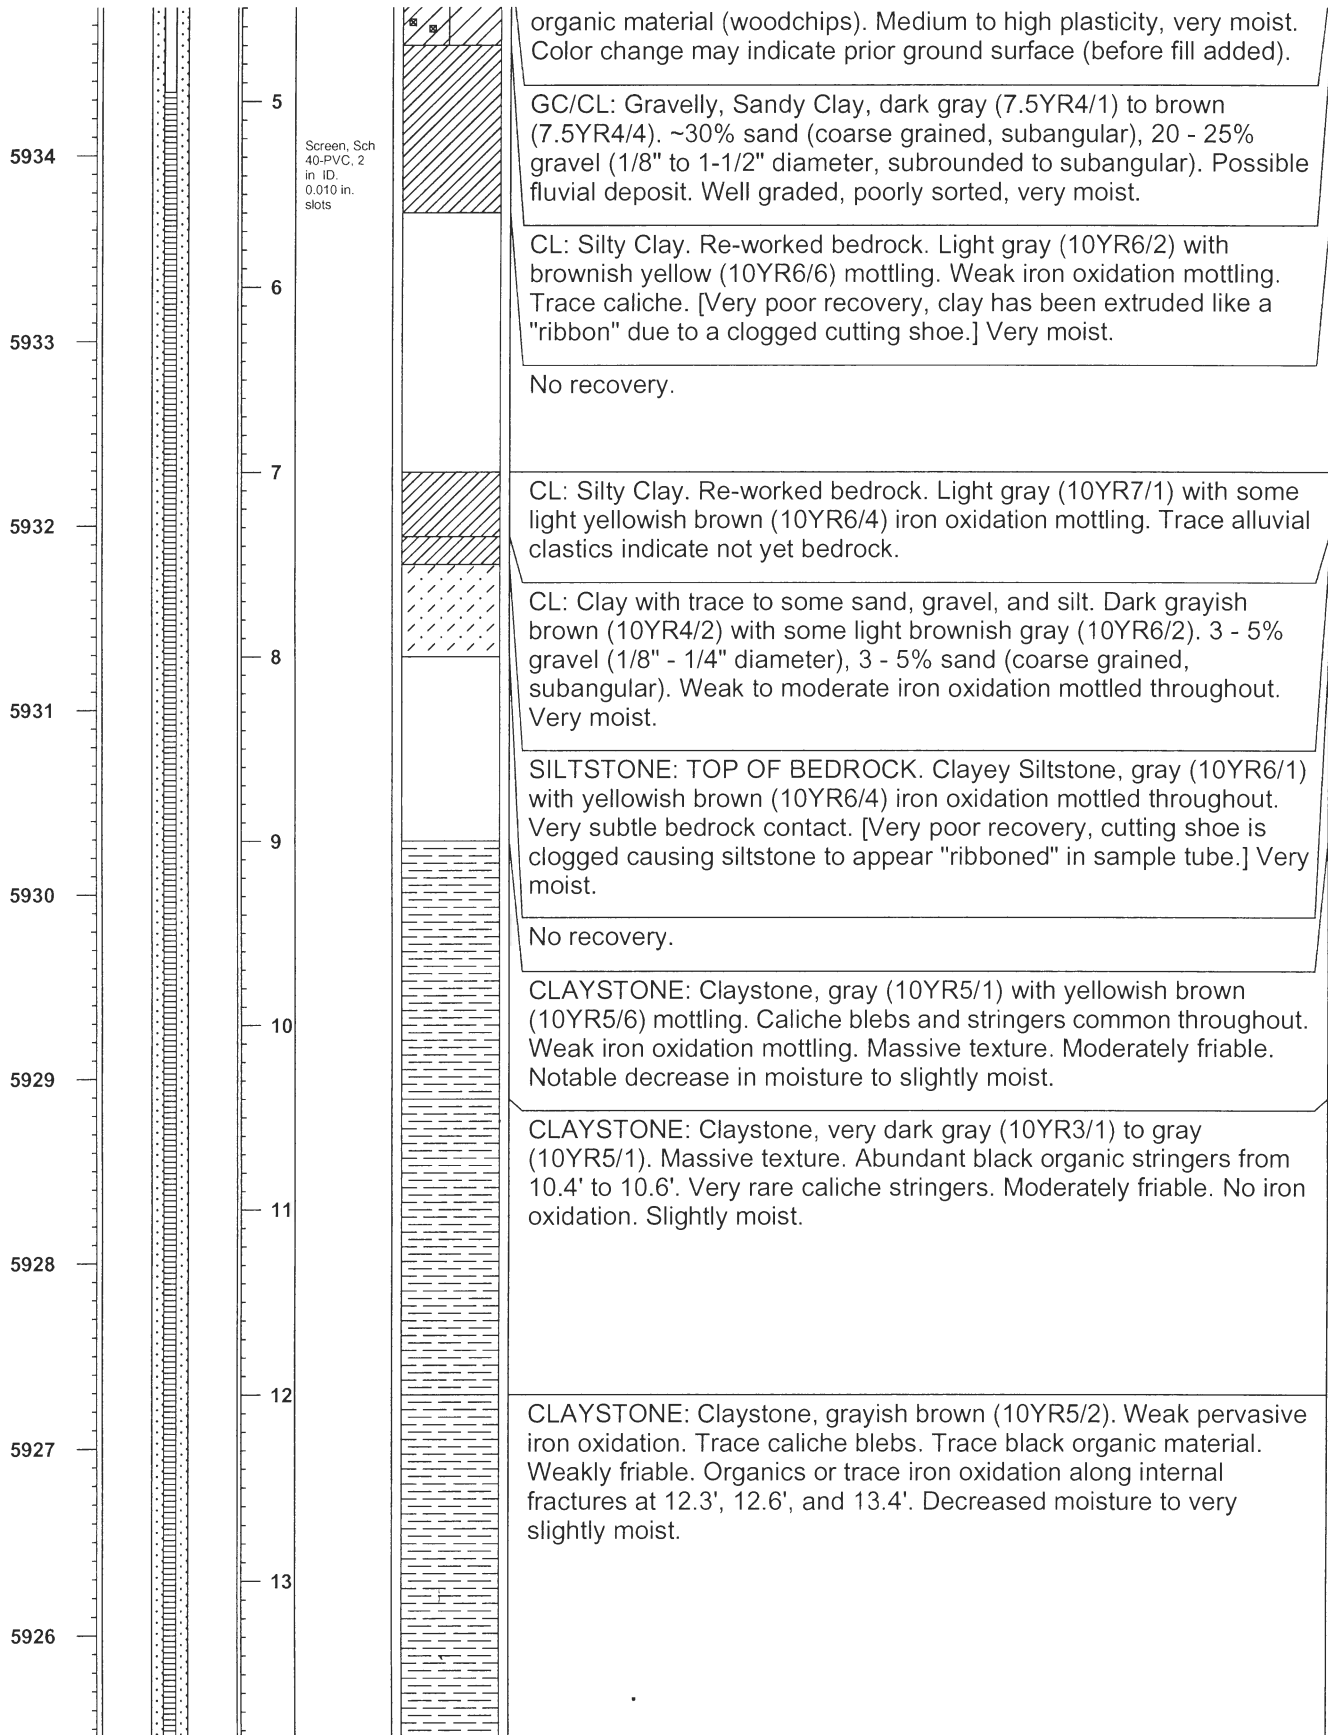 organic material (woodchips). Medium to high plasticity, very moist.
Color change may indicate prior ground surface (before fill added).
5
GC/CL: Gravelly, Sandy Clay, dark gray (7.5YR4/1) to brown
(7.5YR4/4). ~30% sand (coarse grained, subangular), 20 - 25%
gravel (1/8" to 1-1/2" diameter, subrounded to subangular). Possible
fluvial deposit. Well graded, poorly sorted, very moist.
5934
Screen, Sch
40-PVC, 2
in ID.
0.010 in.
slots
CL: Silty Clay. Re-worked bedrock. Light gray (10YR6/2) with
brownish yellow (10YR6/6) mottling. Weak iron oxidation mottling.
Trace caliche. [Very poor recovery, clay has been extruded like a
"ribbon" due to a clogged cutting shoe.] Very moist.
6
5933
No recovery.
7
CL: Silty Clay. Re-worked bedrock. Light gray (10YR7/1) with some
light yellowish brown (10YR6/4) iron oxidation mottling. Trace alluvial
clastics indicate not yet bedrock.
5932
CL: Clay with trace to some sand, gravel, and silt. Dark grayish
brown (10YR4/2) with some light brownish gray (10YR6/2). 3 - 5%
gravel (1/8" - 1/4" diameter), 3 - 5% sand (coarse grained,
subangular). Weak to moderate iron oxidation mottled throughout.
Very moist.
8
5931
SILTSTONE: TOP OF BEDROCK. Clayey Siltstone, gray (10YR6/1)
with yellowish brown (10YR6/4) iron oxidation mottled throughout.
Very subtle bedrock contact. [Very poor recovery, cutting shoe is
clogged causing siltstone to appear "ribboned" in sample tube.] Very
moist.
9
5930
No recovery.
CLAYSTONE: Claystone, gray (10YR5/1) with yellowish brown
(10YR5/6) mottling. Caliche blebs and stringers common throughout.
Weak iron oxidation mottling. Massive texture. Moderately friable.
Notable decrease in moisture to slightly moist.
10
5929
CLAYSTONE: Claystone, very dark gray (10YR3/1) to gray
(10YR5/1). Massive texture. Abundant black organic stringers from
10.4' to 10.6'. Very rare caliche stringers. Moderately friable. No iron
oxidation. Slightly moist.
11
5928
12
CLAYSTONE: Claystone, grayish brown (10YR5/2). Weak pervasive
iron oxidation. Trace caliche blebs. Trace black organic material.
Weakly friable. Organics or trace iron oxidation along internal
fractures at 12.3', 12.6', and 13.4'. Decreased moisture to very
slightly moist.
5927
13
5926